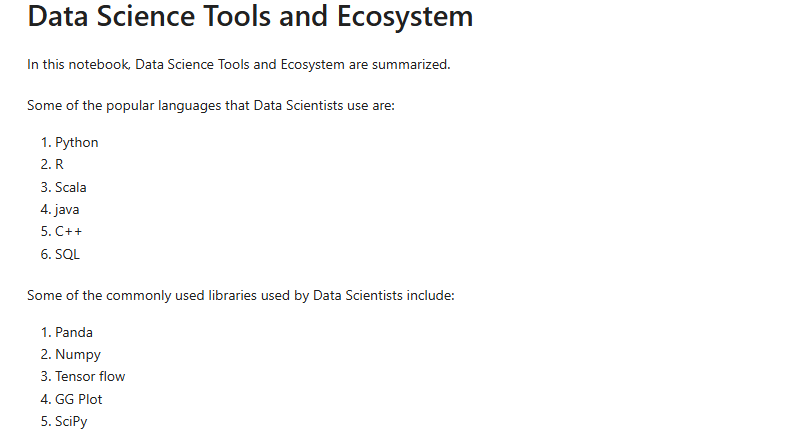 Data Science Tools and Ecosystem
In this notebook, Data Science Tools and Ecosystem are summarized.
Some of the popular languages that Data Scientists use are:
1. Python
2. R
3. Scala
4. java
5. C++
6. SQL
Some of the commonly used libraries used by Data Scientists include:
1. Panda
2. Numpy
3. Tensor flow
4. GG Plot
5. SciPy